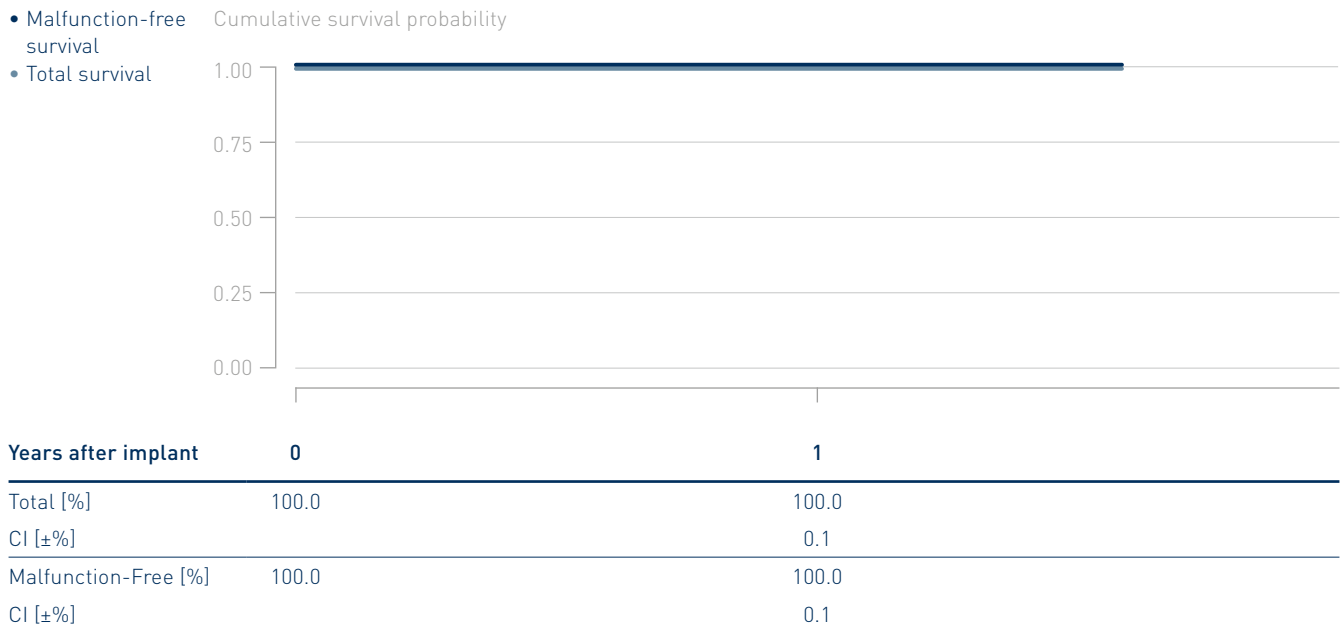 • Malfunction-free survival
• Total survival
Cumulative survival probability
1.00
0.75
0.50
0.25
0.00
Years after implant 0 1
Total [%] 100.0 100.0
CI [±%] 0.1
Malfunction-Free [%] 100.0 100.0
CI [±%] 0.1